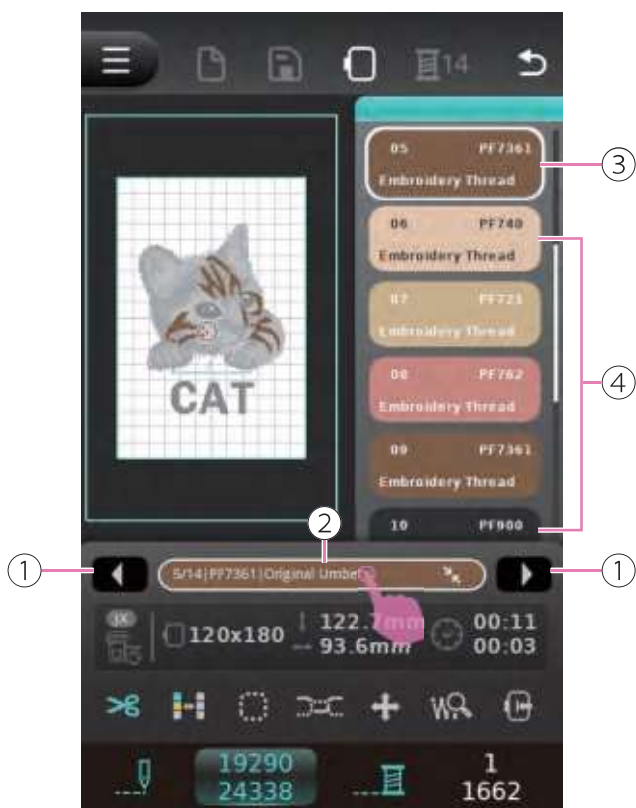 14
05 PF7361
Embroidery Thread
③
06 PF740
Embroidery Thread
07 PF723
Embroidery Thread
④
08 PF762
Embroidery Thread
CAT
09 PF7361
Embroidery Thread
10 PF900
②
① 5/14|PF7361|Original Umber ①
JX
120x180 122.7mm 00:11
93.6mm 00:03
19290 1
24338 1662